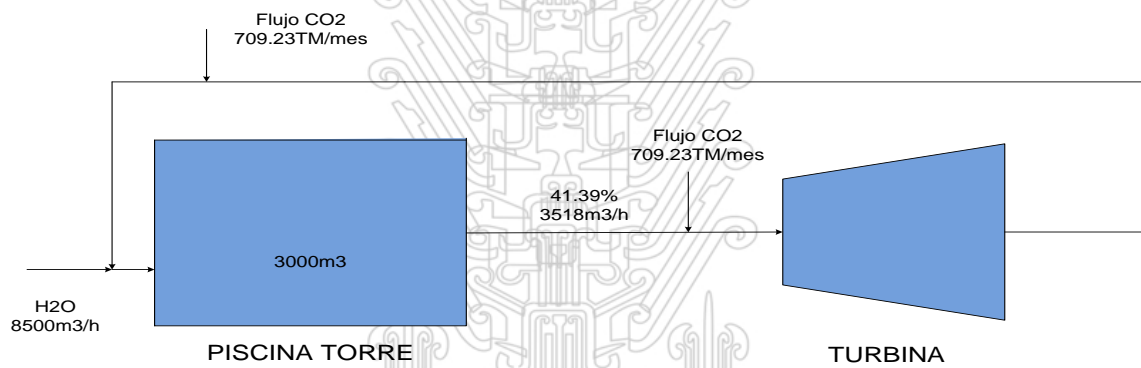 Flujo CO2
709.23TM/mes
Flujo CO2
709.23TM/mes
41.39%
3518m3/h
3000m3
H2O
8500m3/h
PISCINA TORRE
TURBINA